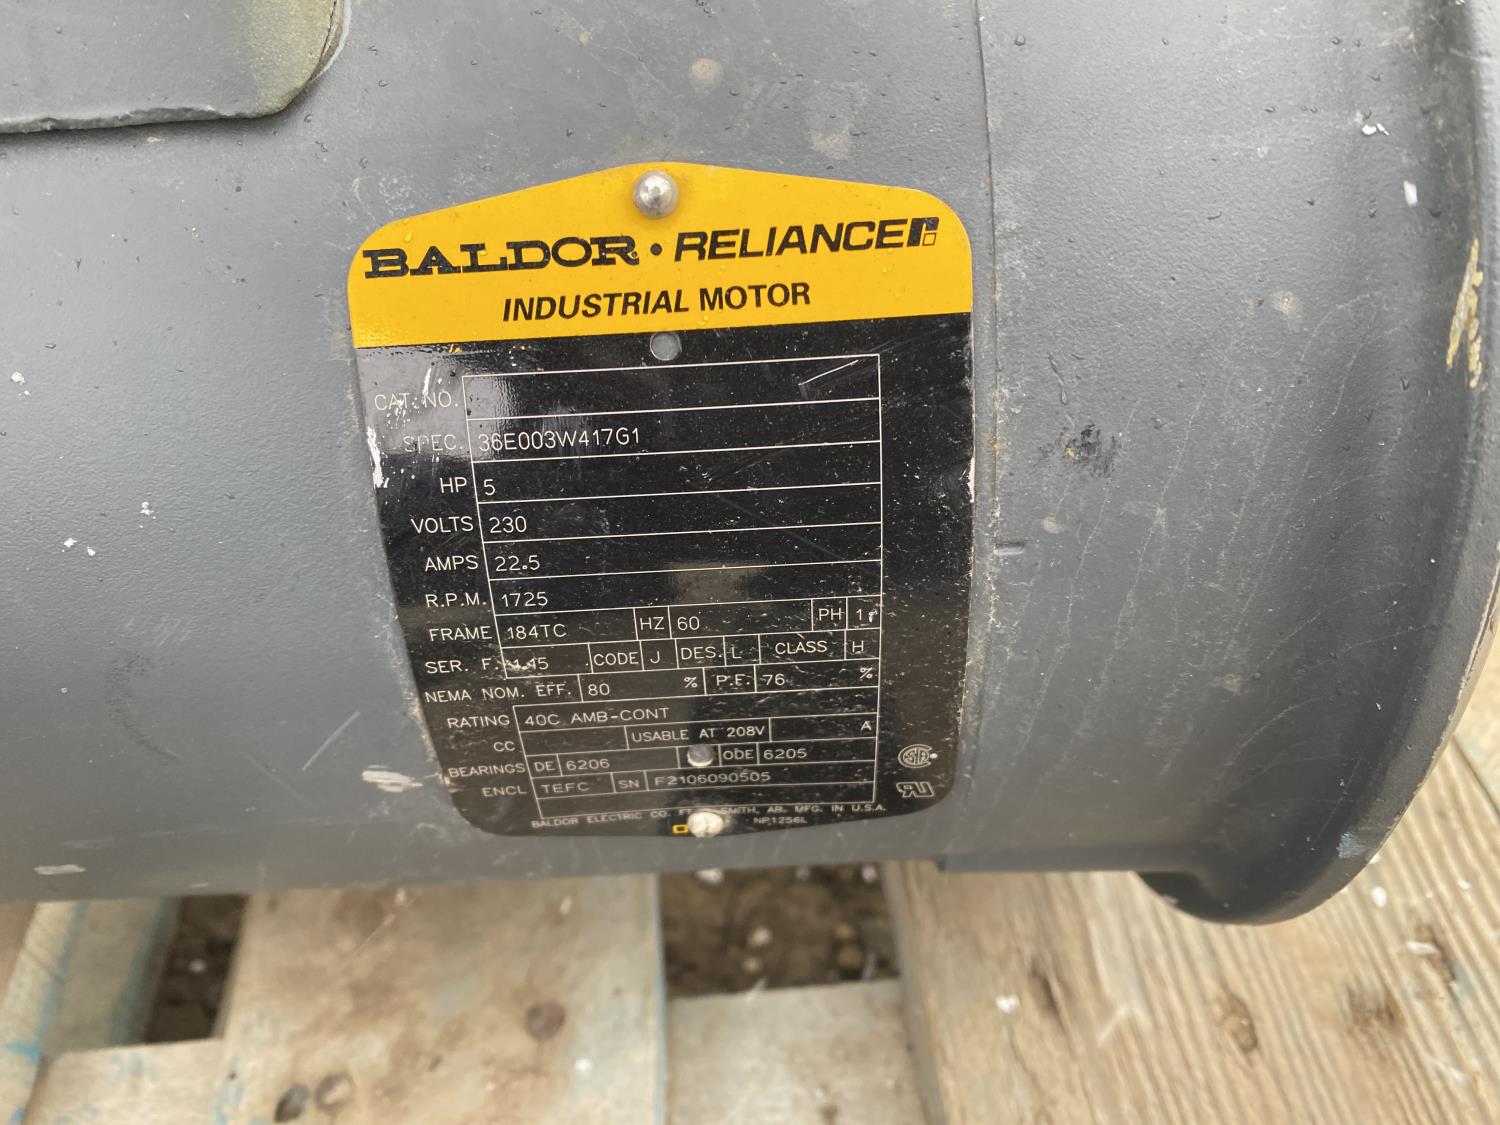 BALDOR • RELIANCE
INDUSTRIAL MOTOR
CAT. NO.
SPEC. 36E003W417G1
HP 5
VOLTS 230
AMPS 22.5
R.P.M. 1725
FRAME 184TC HZ 60 PH 1
SER. F. 1.15 CODE J DES. L CLASS H
NEMA NOM. EFF. 80 % P.F. 76 %
RATING 40C AMB-CONT
CC USABLE AT 208V A
BEARINGS DE 6206 ODE 6205
ENCL TEFC SN F2106090505
BALDOR ELECTRIC CO. SMITH, AR. MFG. IN U.S.A.
NP1256L